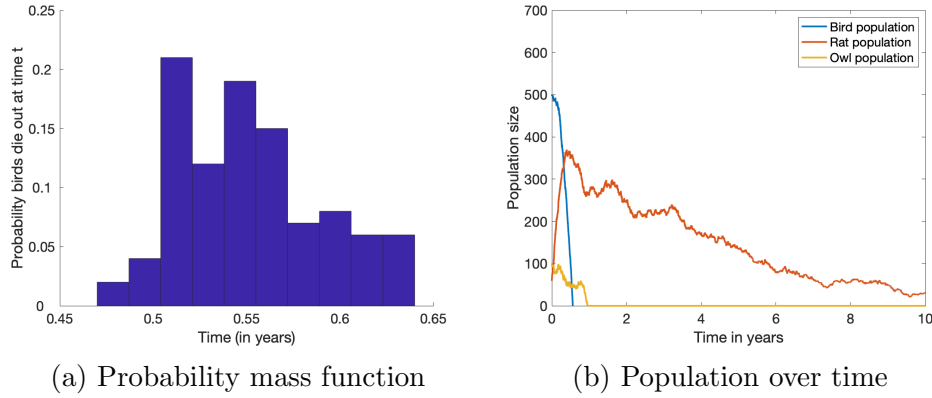 Probability birds die out at time t
0.25
0.2
0.15
0.1
0.05
0
0.45
0.5
0.55
0.6
0.65
Time (in years)
(a) Probability mass function
Population size
700
600
500
400
300
200
100
0
0
2
4
6
8
10
Time in years
Bird population
Rat population
Owl population
(b) Population over time